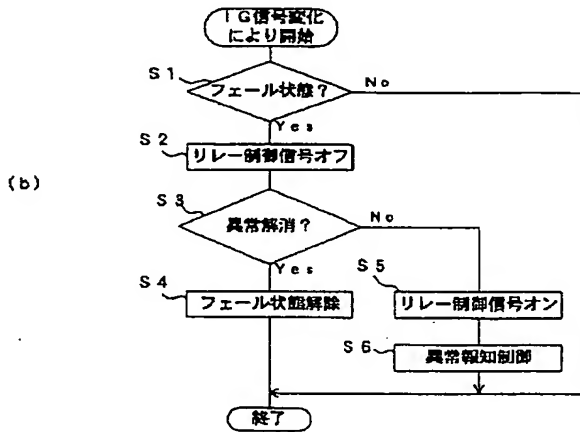 IG信号変化
により開始
S1
フェール状態?
No
Yes
S2
リレー制御信号オフ
(b)
S3
異常解消?
No
Yes
S4
フェール状態解除
S5
リレー制御信号オン
S6
異常報知制御
終了